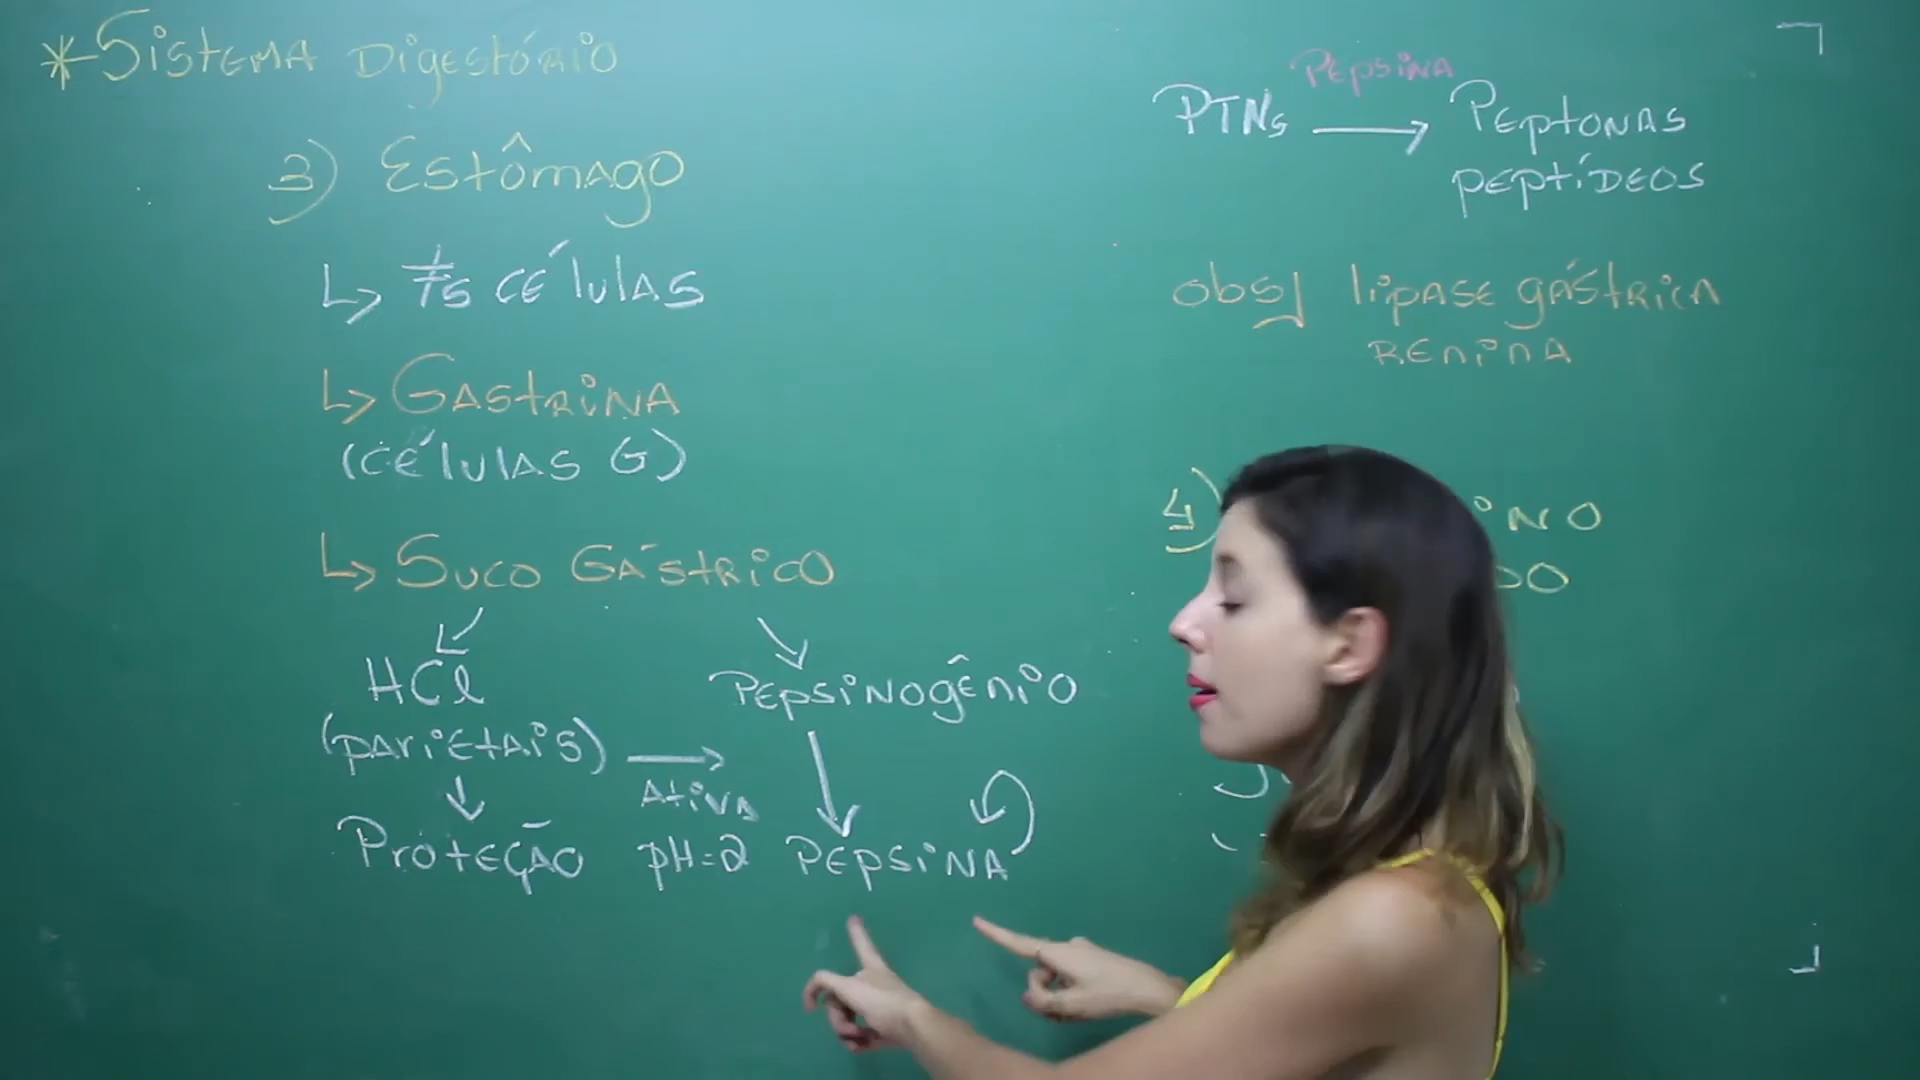 *Sistema Digestório
3) Estômago
↳ ≠s células
↳ Gastrina
(células G)
↳ Suco Gástrico
HCl
(parietais)
Ativa
Proteção
pH=2
Pepsinogênio
Pepsina
Pepsina
PTNs → Peptonas
peptídeos
obs| lipase gástrica
renina
4)